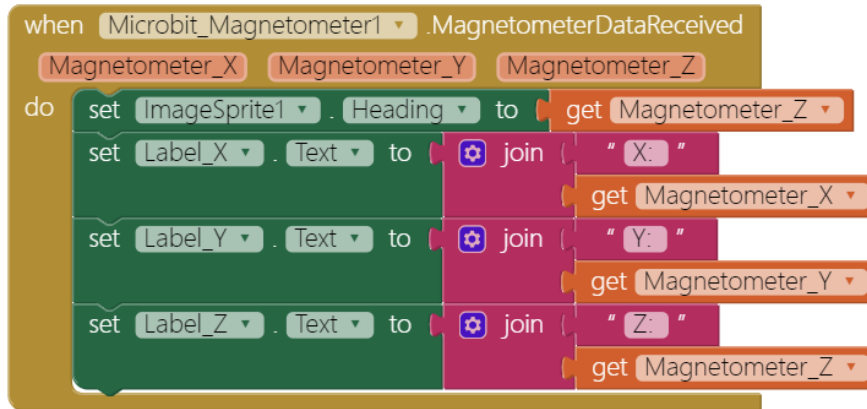 when Microbit_Magnetometer1 .MagnetometerDataReceived
Magnetometer_X Magnetometer_Y Magnetometer_Z
do set ImageSprite1 . Heading to get Magnetometer_Z
set Label_X . Text to join " X: "
get Magnetometer_X
set Label_Y . Text to join " Y: "
get Magnetometer_Y
set Label_Z . Text to join " Z: "
get Magnetometer_Z